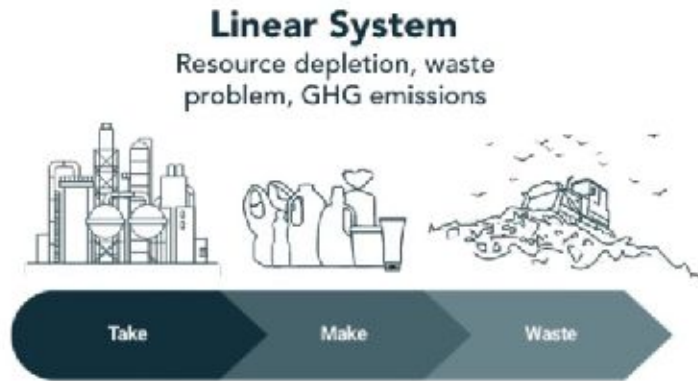 Linear System
Resource depletion, waste
problem, GHG emissions
Take
Make
Waste